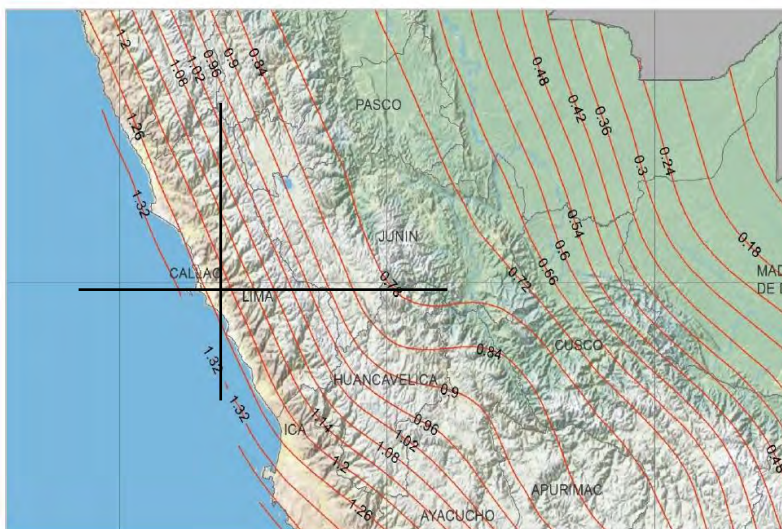 1.2
1.08
1.02
0.96
0.9
0.84
1.26
1.32
PASCO
0.48
0.42
0.36
0.3
0.24
0.18
JUNIN
0.54
0.6
0.66
0.72
0.78
CALLAO
LIMA
MAD
DE D
CUSCO
0.84
HUANCAVELICA
0.9
1.32
1.32
ICA
1.14
0.96
1.02
1.08
1.2
1.26
APURIMAC
AYACUCHO
0.48